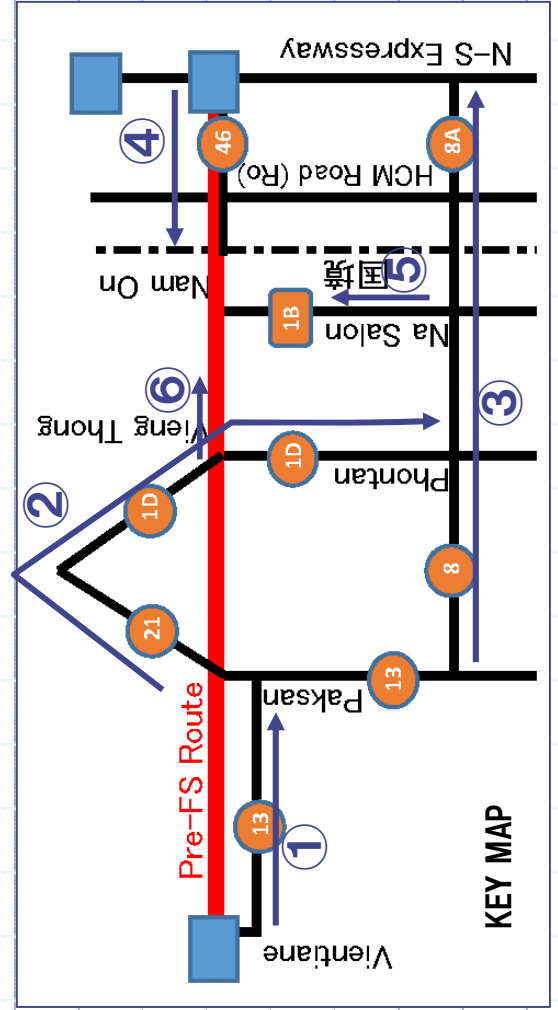 N-S Expressway
④
46
8A
HCM Road (Ro)
Nam On
国境
⑤
1B
Na Salon
⑥
Vieng Thong
③
②
1D
1D
Phontan
8
21
13
Paksan
Pre-FS Route
13
①
KEY MAP
Vientiane